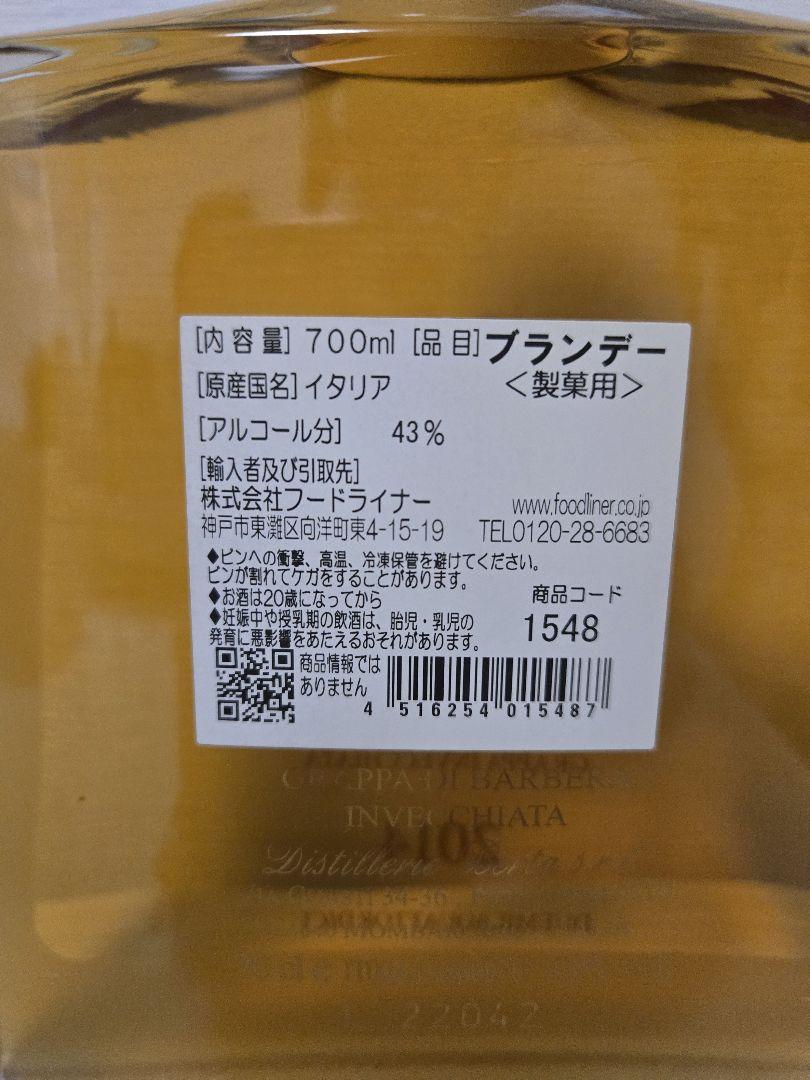 [内容量] 700ml [品目]ブランデー
[原産国名]イタリア <製菓用>
[アルコール分] 43%
[輸入者及び引取先]
株式会社フードライナー www.foodliner.co.jp
神戸市東灘区向洋町東4-15-19 TEL0120-28-6683
◆ビンへの衝撃、高温、冷凍保管を避けてください。
ビンが割れてケガをすることがあります。
◆お酒は20歳になってから 商品コード
◆妊娠中や授乳期の飲酒は、胎児・乳児の 1548
発育に悪影響をあたえるおそれがあります。
商品情報では
ありません
4 516254 015487
GRAPPA DI BARBERA
INVECCHIATA
2014
Distillerie Berta s.r.l.
34-36
22042